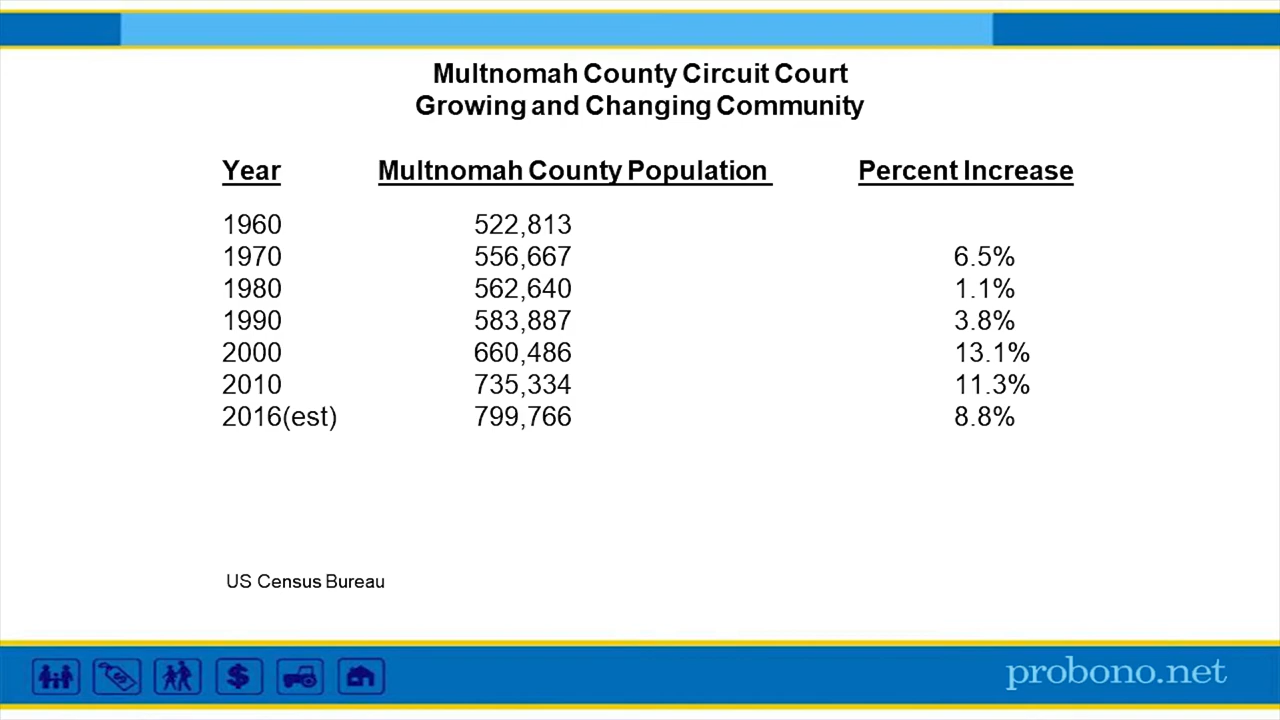 Multnomah County Circuit Court
Growing and Changing Community
Year Multnomah County Population Percent Increase
1960 522,813
1970 556,667 6.5%
1980 562,640 1.1%
1990 583,887 3.8%
2000 660,486 13.1%
2010 735,334 11.3%
2016(est) 799,766 8.8%
US Census Bureau
$ probono.net